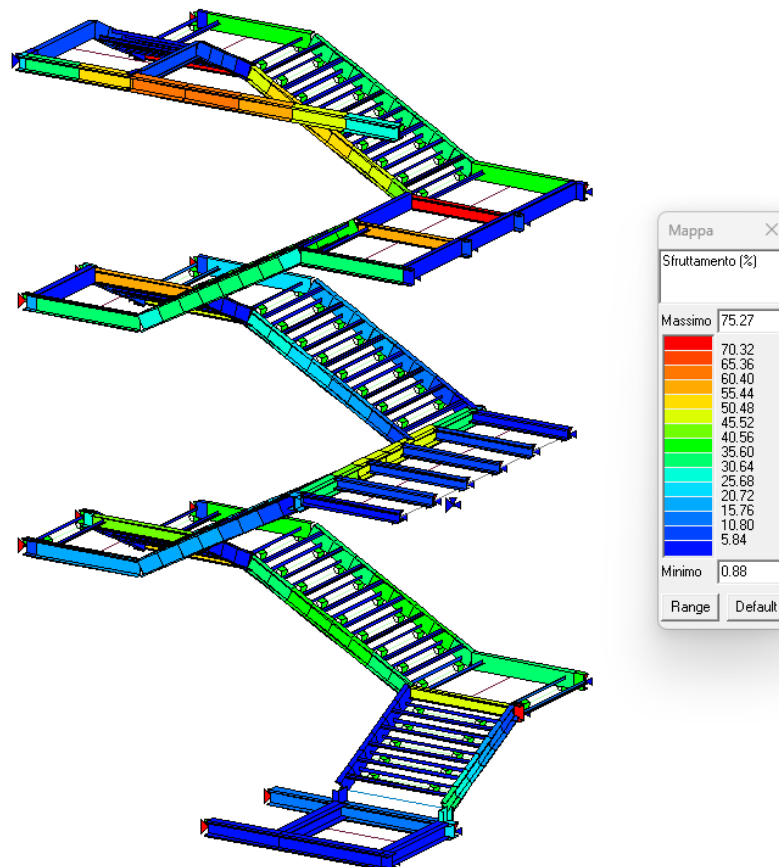 Mappa
Sfruttamento (%)
Massimo 75.27
70.32
65.36
60.40
55.44
50.48
45.52
40.56
35.60
30.64
25.68
20.72
15.76
10.80
5.84
Minimo 0.88
Range Default